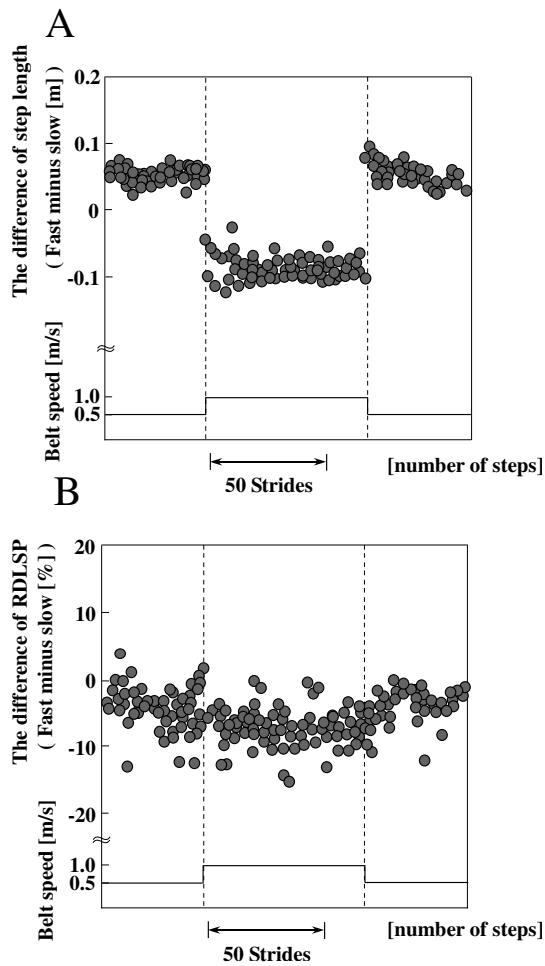 A
The difference of step length
( Fast minus slow [m] )
0.2
0.1
0
-0.1
Belt speed [m/s]
1.0
0.5
[number of steps]
50 Strides
B
The difference of RDLSP
( Fast minus slow [%] )
20
10
0
-10
-20
Belt speed [m/s]
1.0
0.5
[number of steps]
50 Strides